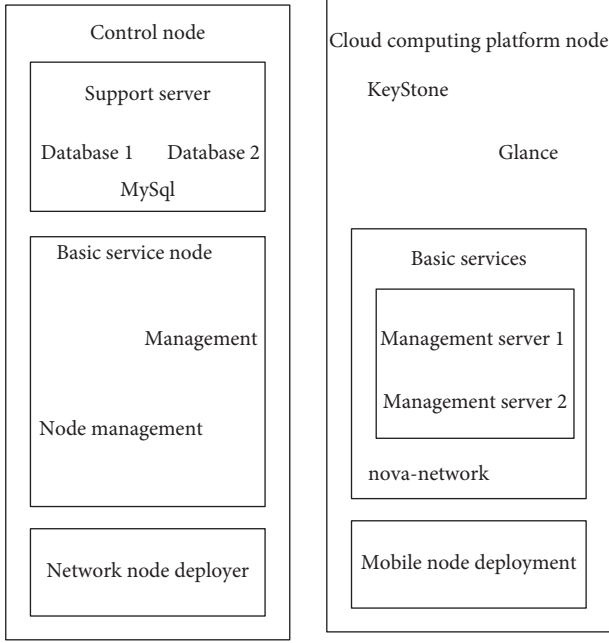 Control node
Support server
Database 1 Database 2
MySql
Basic service node
Management
Node management
Network node deployer
Cloud computing platform node
KeyStone
Glance
Basic services
Management server 1
Management server 2
nova-network
Mobile node deployment